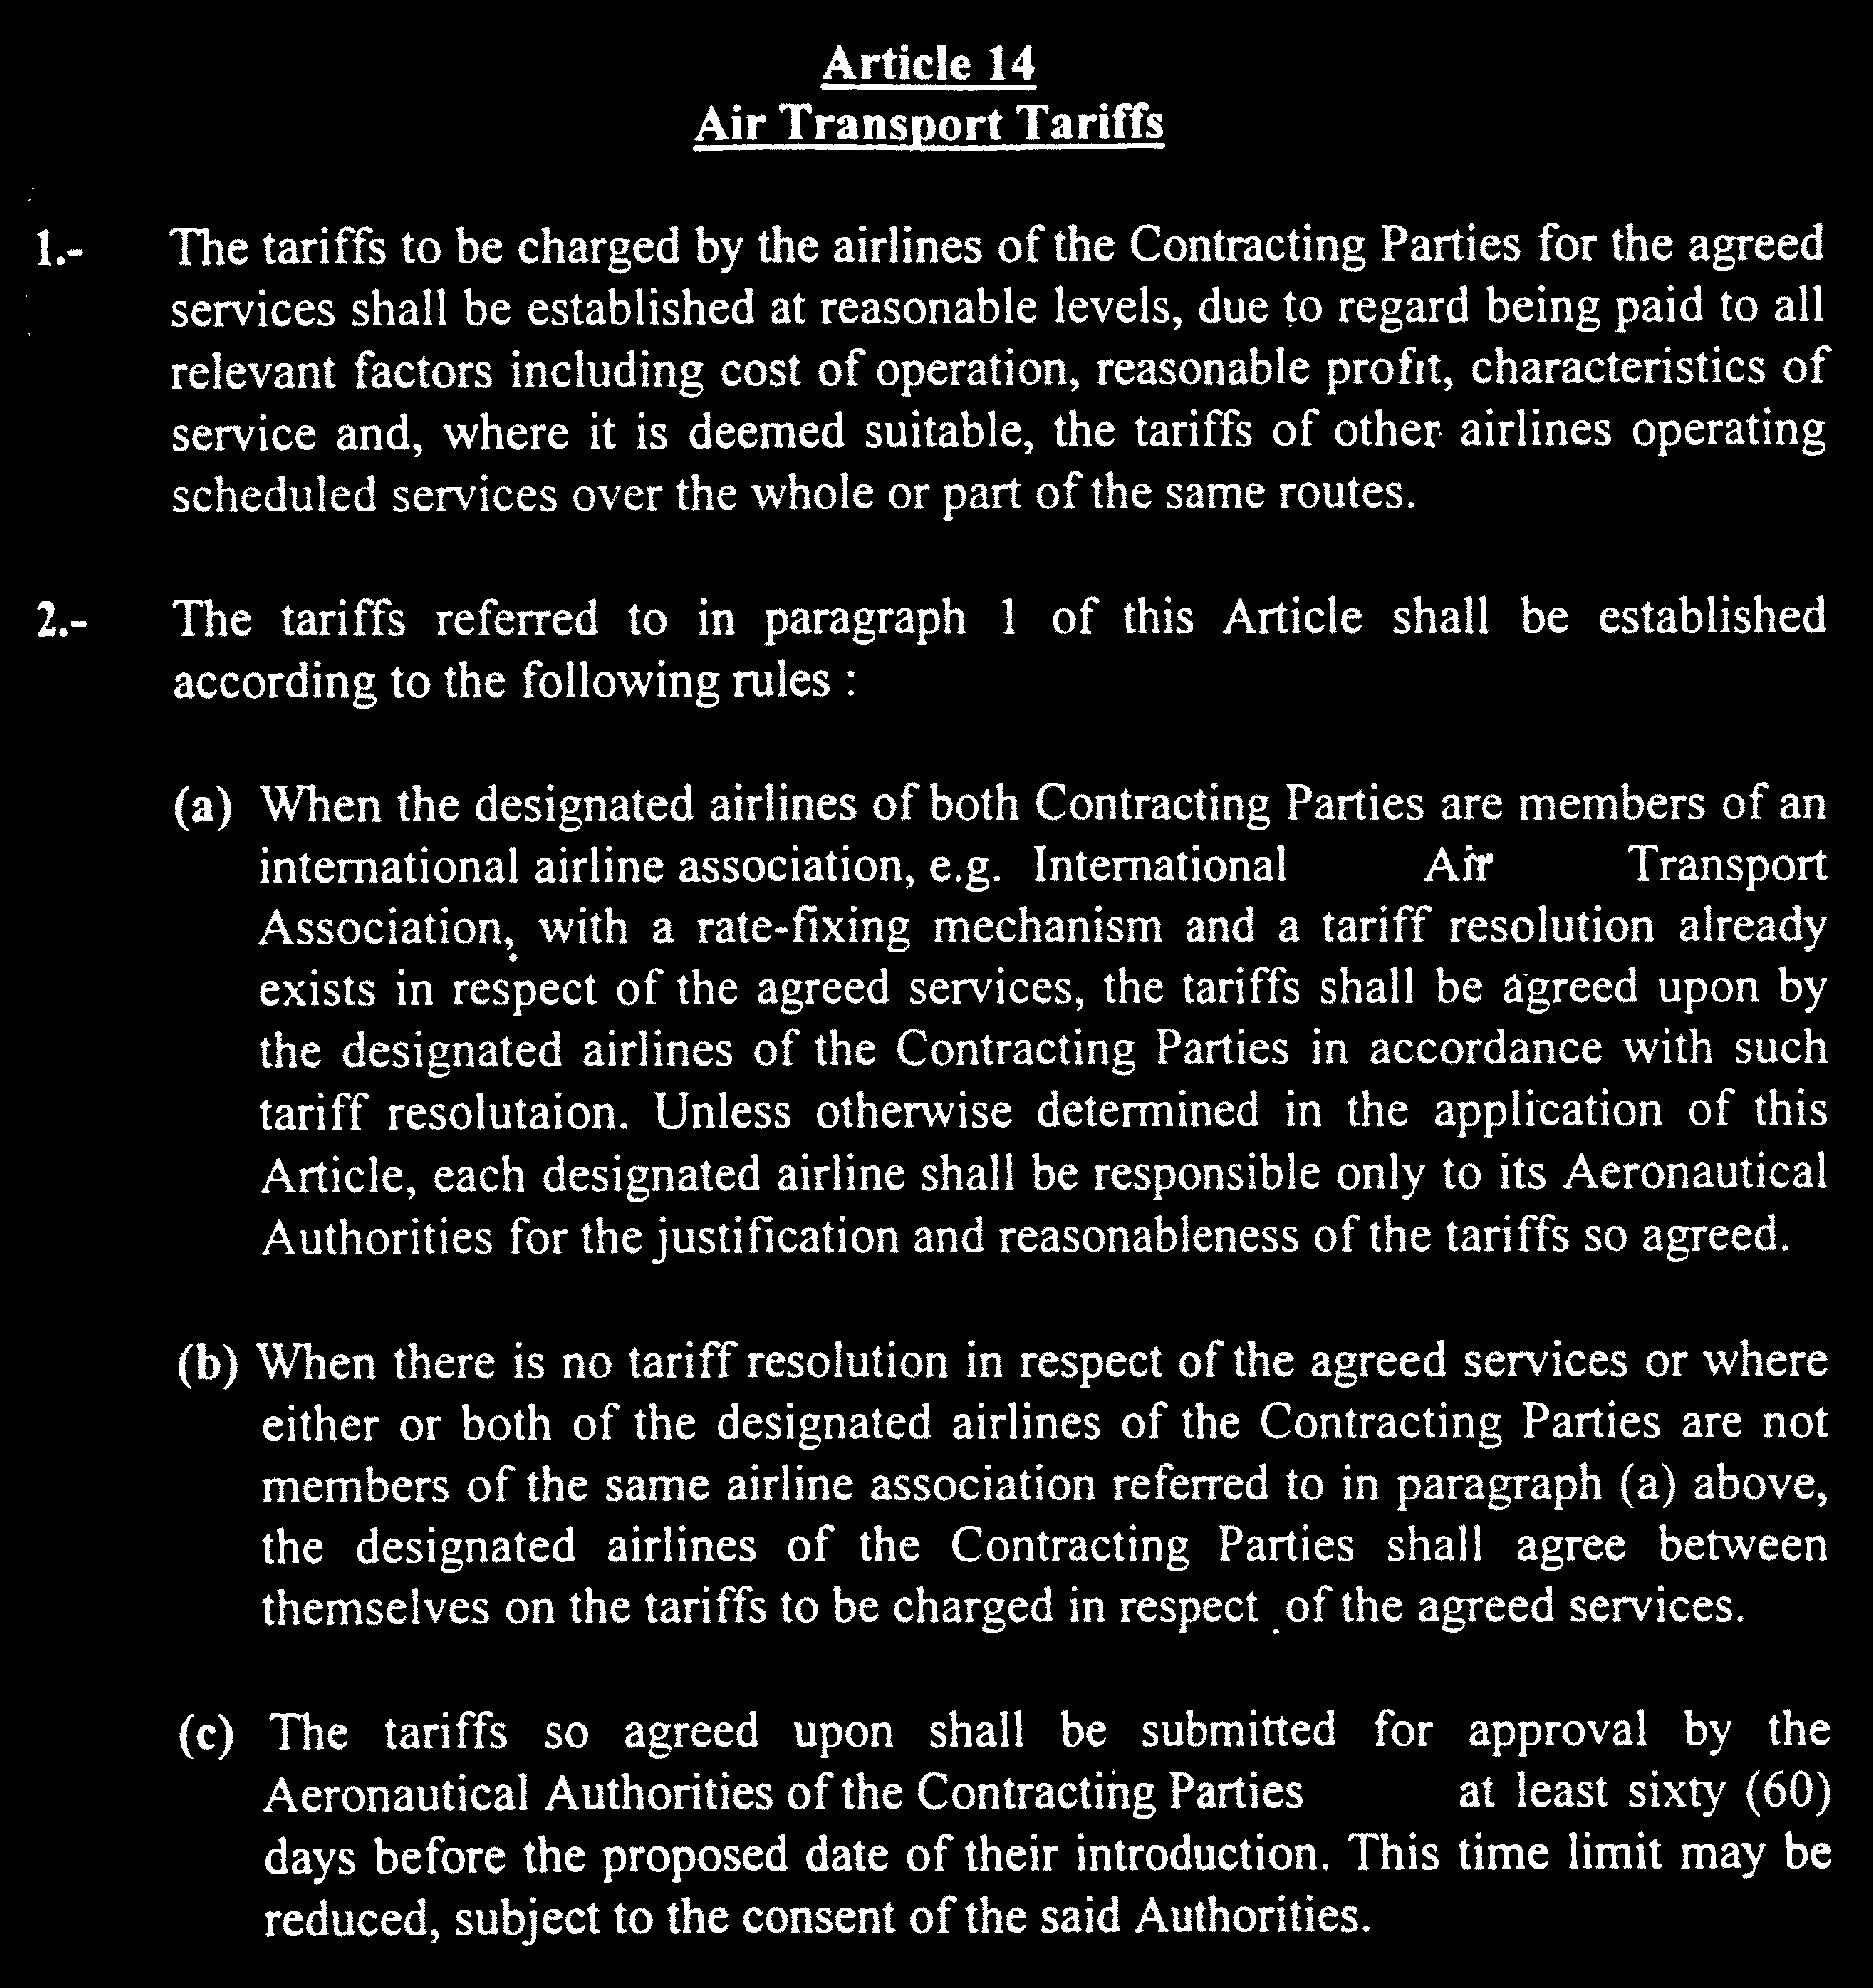 Article 14
Air Transport Tariffs
1.- The tariffs to be charged by the airlines of the Contracting Parties for the agreed
services shall be established at reasonable levels, due to regard being paid to all
relevant factors including cost of operation, reasonable profit, characteristics of
service and, where it is deemed suitable, the tariffs of other airlines operating
scheduled services over the whole or part of the same routes.
2.- The tariffs referred to in paragraph 1 of this Article shall be established
according to the following rules :
(a) When the designated airlines of both Contracting Parties are members of an
international airline association, e.g. International Air Transport
Association, with a rate-fixing mechanism and a tariff resolution already
exists in respect of the agreed services, the tariffs shall be agreed upon by
the designated airlines of the Contracting Parties in accordance with such
tariff resolutaion. Unless otherwise determined in the application of this
Article, each designated airline shall be responsible only to its Aeronautical
Authorities for the justification and reasonableness of the tariffs so agreed.
(b) When there is no tariff resolution in respect of the agreed services or where
either or both of the designated airlines of the Contracting Parties are not
members of the same airline association referred to in paragraph (a) above,
the designated airlines of the Contracting Parties shall agree between
themselves on the tariffs to be charged in respect of the agreed services.
(c) The tariffs so agreed upon shall be submitted for approval by the
Aeronautical Authorities of the Contracting Parties at least sixty (60)
days before the proposed date of their introduction. This time limit may be
reduced, subject to the consent of the said Authorities.